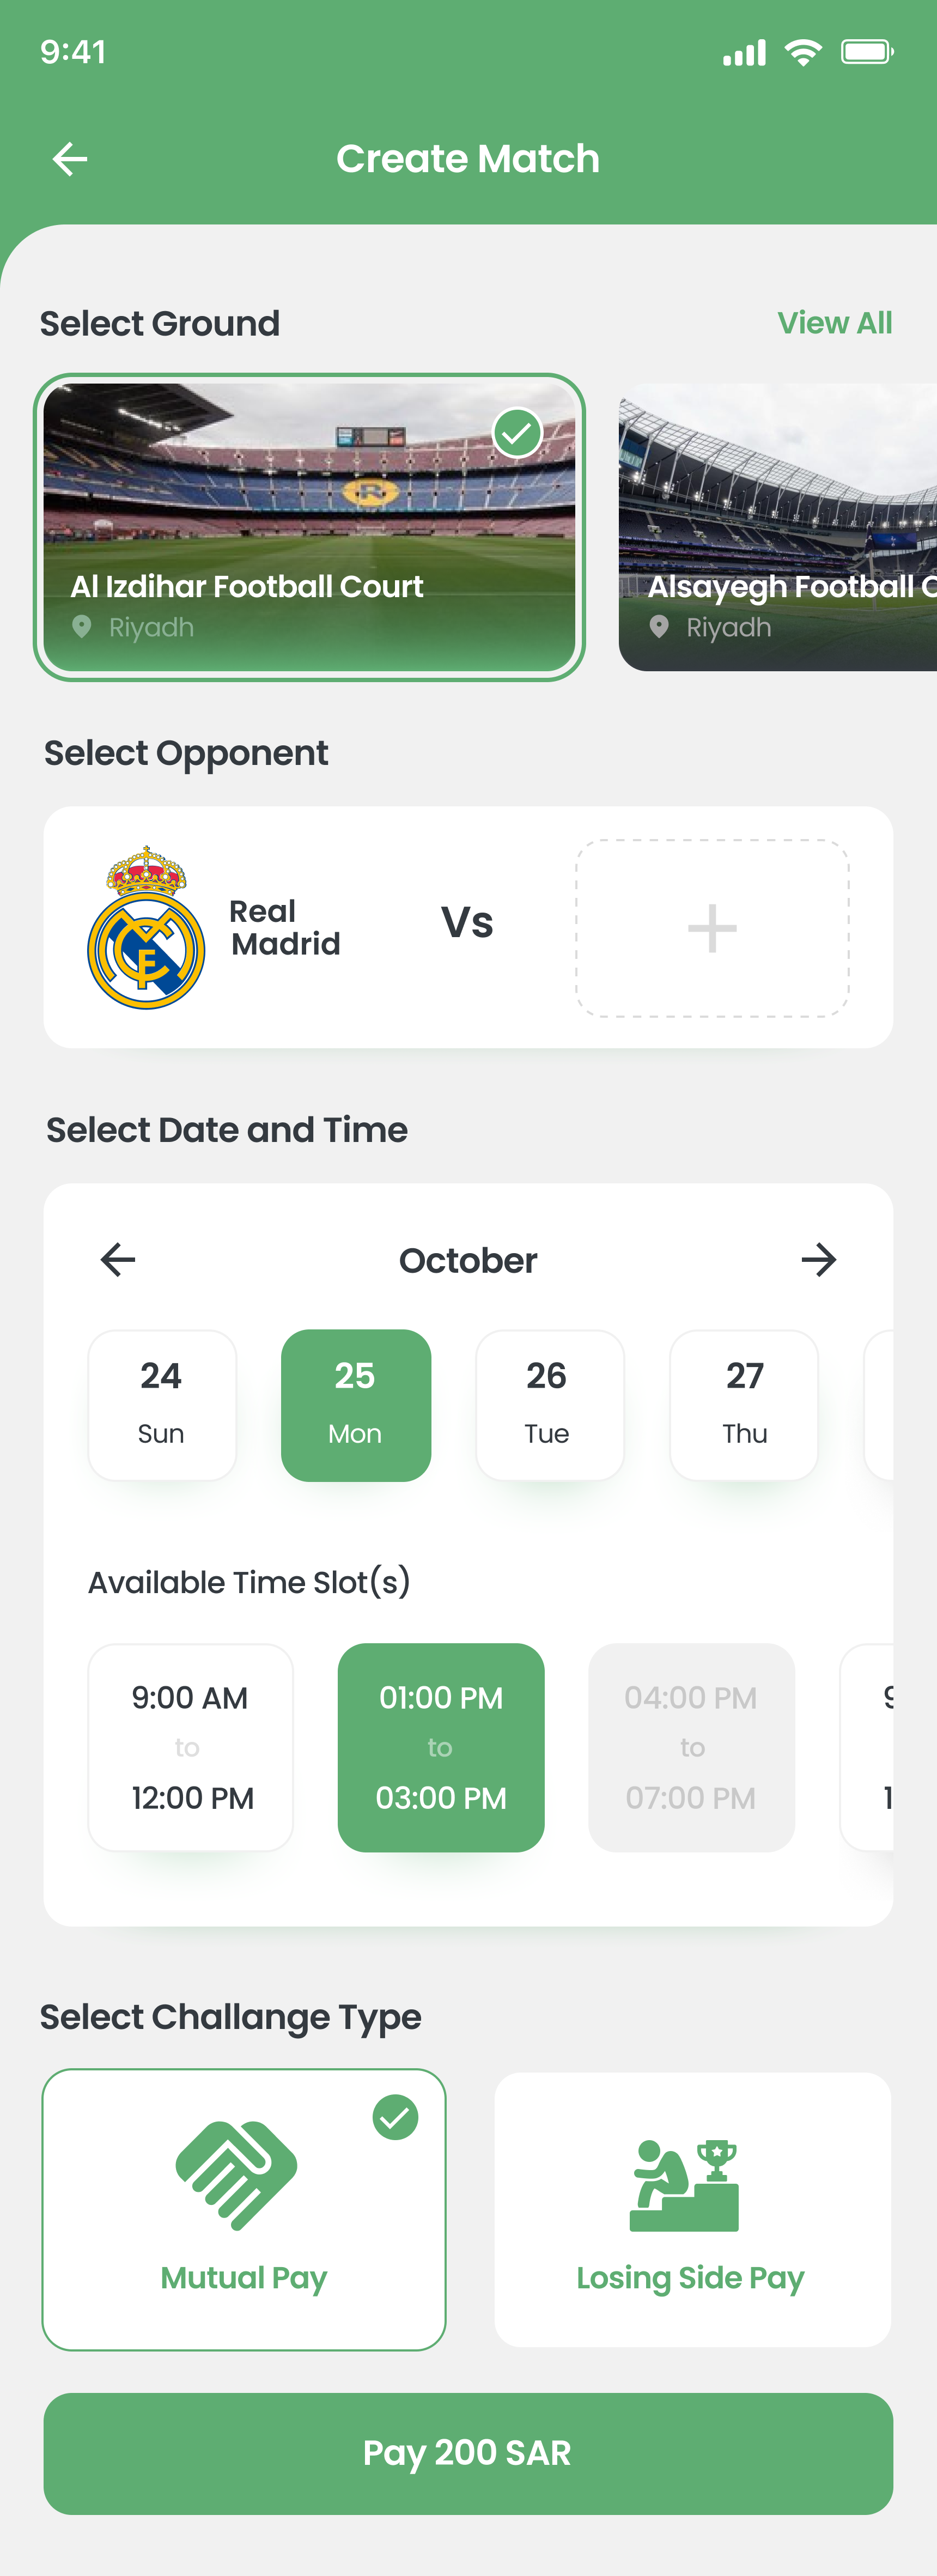 9:41
Create Match
Select Ground
View All
Al Izdihar Football Court
Riyadh
Alsayegh Football C
Riyadh
Select Opponent
Real
Madrid
Vs
Select Date and Time
October
24
Sun
25
Mon
26
Tue
27
Thu
Available Time Slot(s)
9:00 AM
to
12:00 PM
01:00 PM
to
03:00 PM
04:00 PM
to
07:00 PM
Select Challange Type
Mutual Pay
Losing Side Pay
Pay 200 SAR